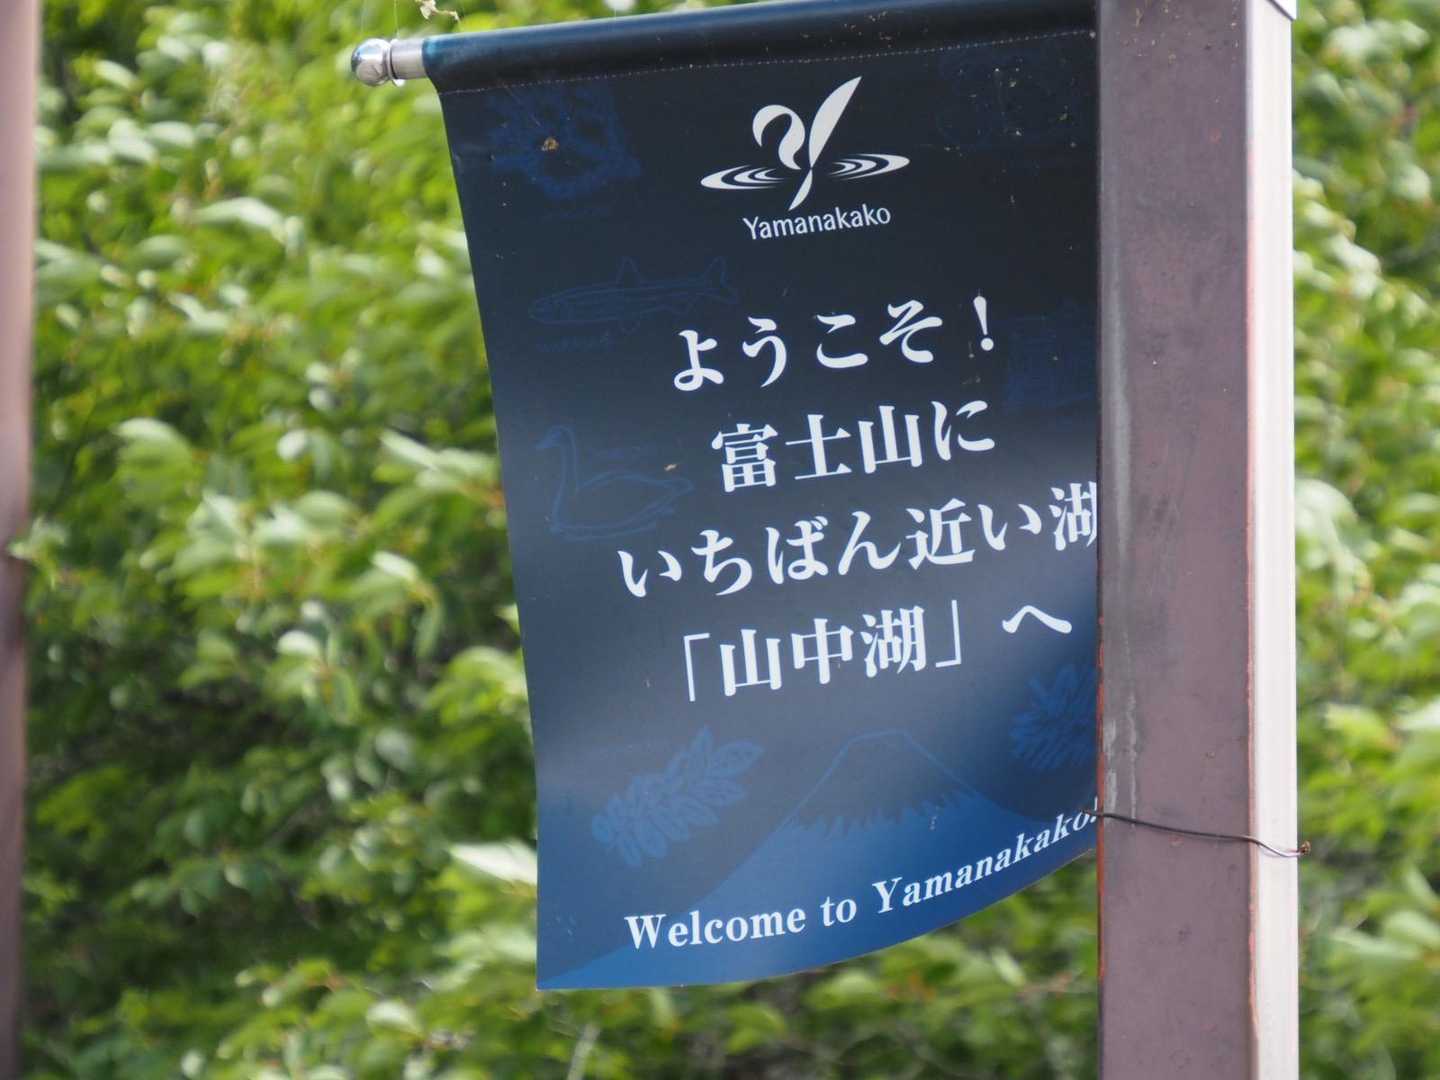 Yamanakako
ようこそ！
富士山に
いちばん近い湖
「山中湖」へ
Welcome to Yamanakako!